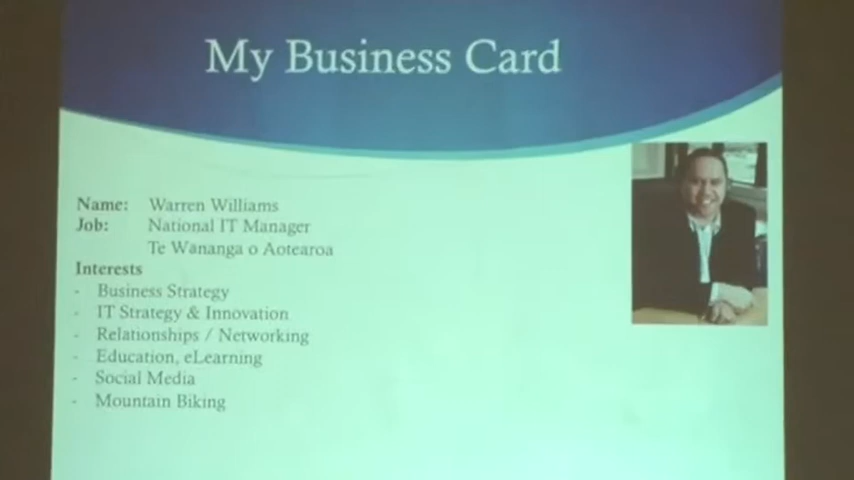 My Business Card
Name: Warren Williams
Job: National IT Manager
Te Wananga o Aotearoa
Interests
- Business Strategy
- IT Strategy & Innovation
- Relationships / Networking
- Education, eLearning
- Social Media
- Mountain Biking